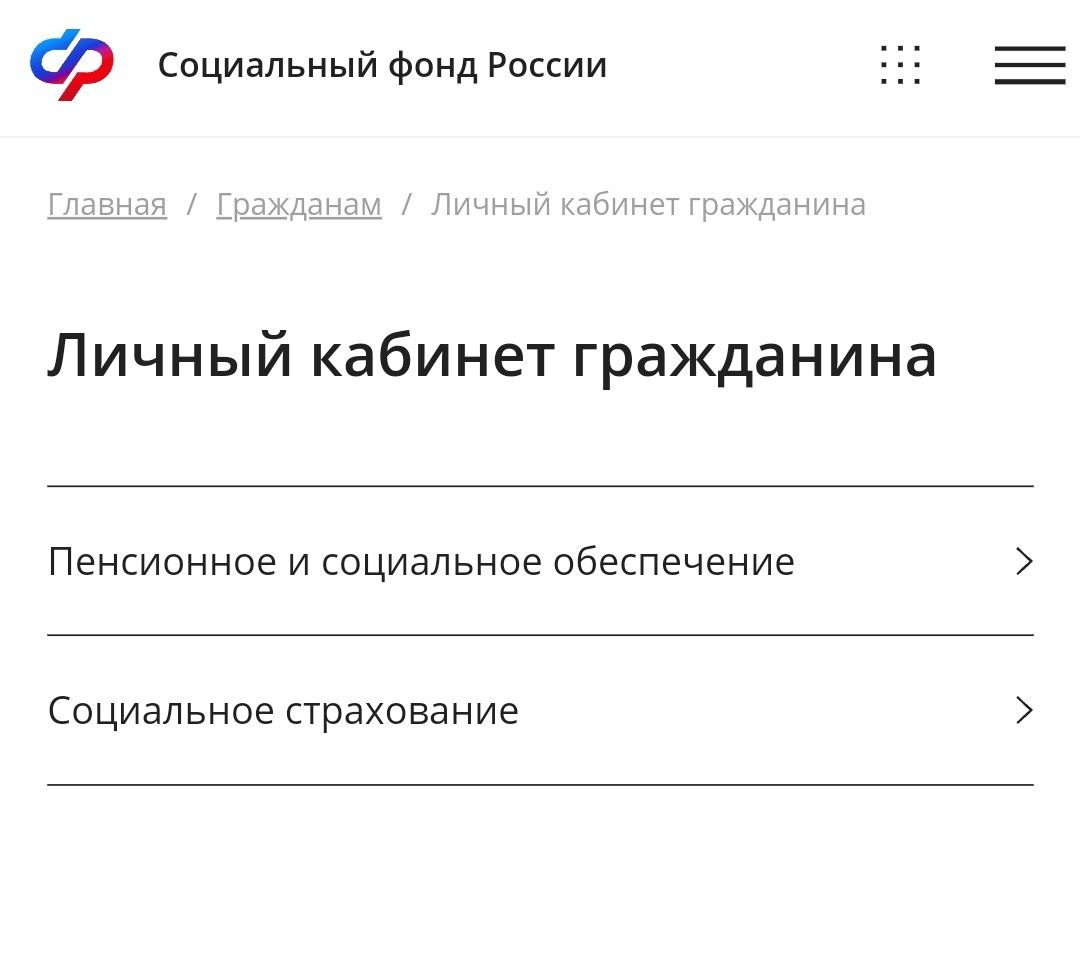 Социальный фонд России
Главная / Гражданам / Личный кабинет гражданина
Личный кабинет гражданина
Пенсионное и социальное обеспечение
Социальное страхование